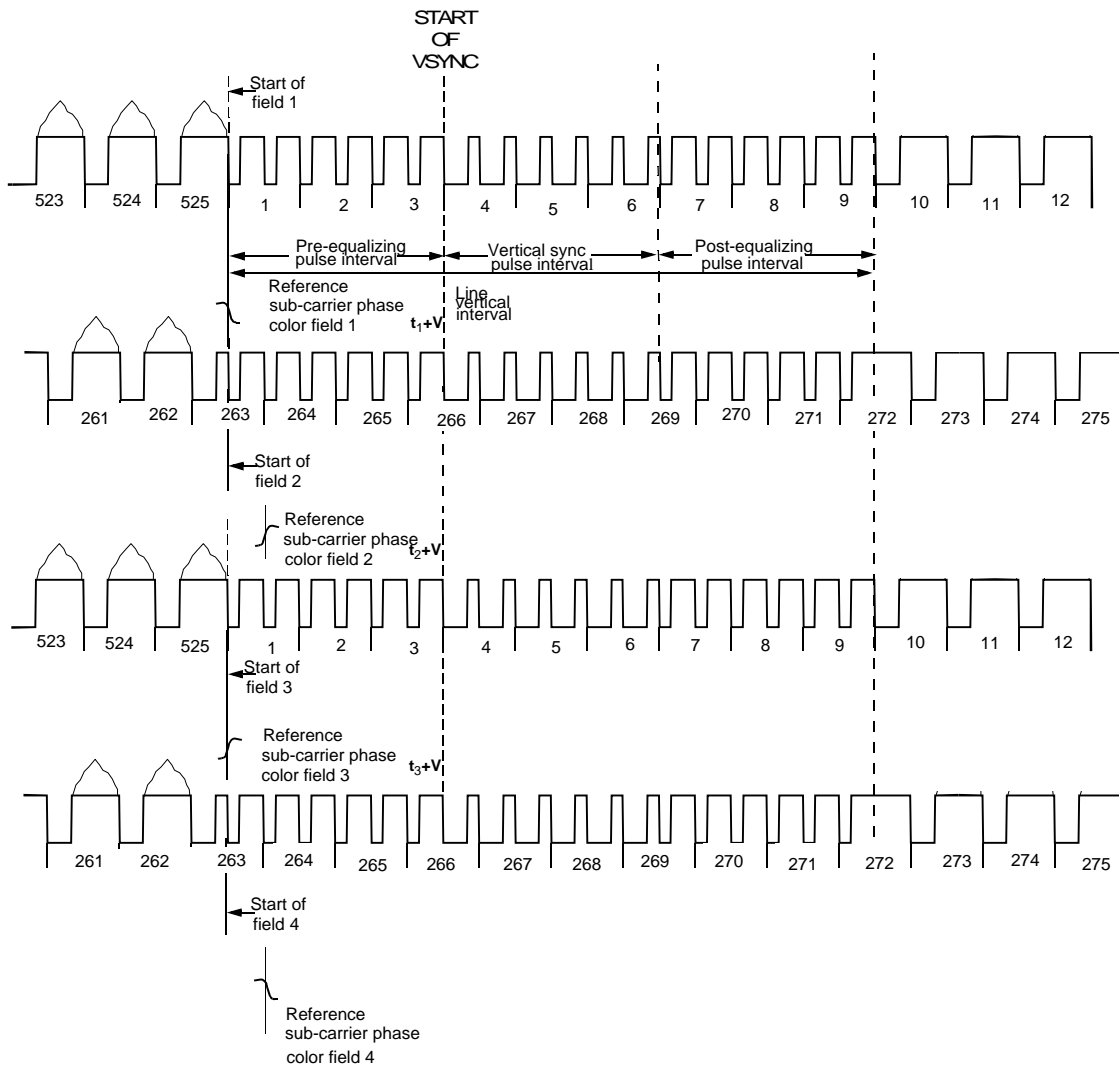 START
OF
VSYNC
Start of
field 1
523 524 525 1 2 3 4 5 6 7 8 9 10 11 12
Pre-equalizing
pulse interval
Vertical sync
pulse interval
Post-equalizing
pulse interval
Reference
sub-carrier phase
color field 1
t1+V
Line
vertical
interval
261 262 263 264 265 266 267 268 269 270 271 272 273 274 275
Start of
field 2
Reference
sub-carrier phase
color field 2
t2+V
523 524 525 1 2 3 4 5 6 7 8 9 10 11 12
Start of
field 3
Reference
sub-carrier phase
color field 3
t3+V
261 262 263 264 265 266 267 268 269 270 271 272 273 274 275
Start of
field 4
Reference
sub-carrier phase
color field 4